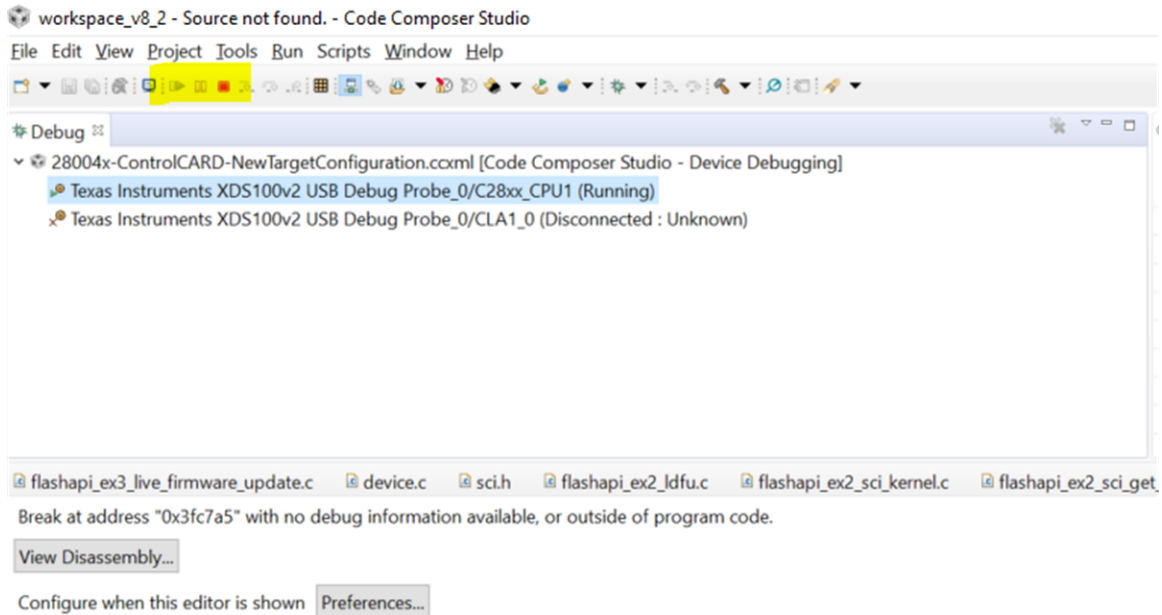 workspace_v8_2 - Source not found. - Code Composer Studio
File Edit View Project Tools Run Scripts Window Help
Debug
28004x-ControlCARD-NewTargetConfiguration.ccxml [Code Composer Studio - Device Debugging]
Texas Instruments XDS100v2 USB Debug Probe_0/C28xx_CPU1 (Running)
Texas Instruments XDS100v2 USB Debug Probe_0/CLA1_0 (Disconnected : Unknown)
flashapi_ex3_live_firmware_update.c device.c sci.h flashapi_ex2_ldfu.c flashapi_ex2_sci_kernel.c flashapi_ex2_sci_get_
Break at address "0x3fc7a5" with no debug information available, or outside of program code.
View Disassembly...
Configure when this editor is shown Preferences...